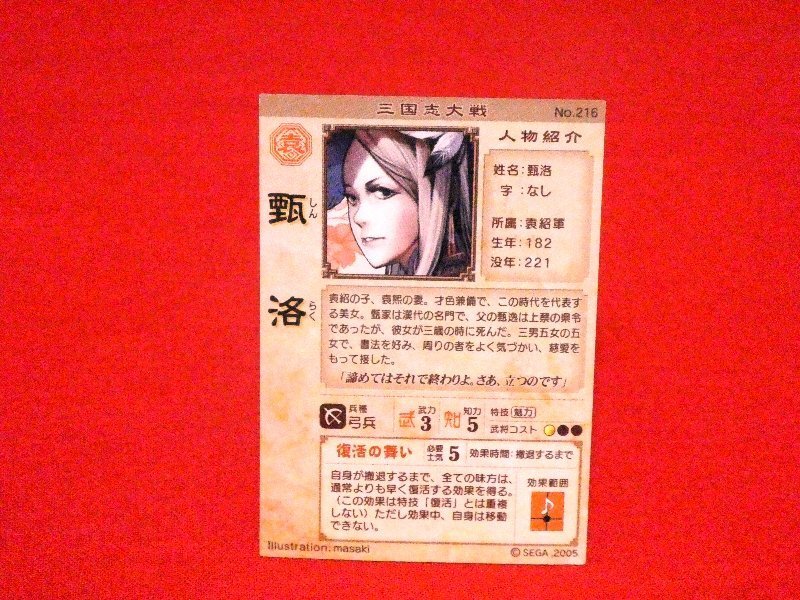 三国志大戦
No.216
袁
甄 しん
洛 らく
人物紹介
姓名：甄洛
字：なし
所属：袁紹軍
生年：182
没年：221
袁紹の子、袁煕の妻。才色兼備で、この時代を代表す
る美女。甄家は漢代の名門で、父の甄逸は上蔡の県令
であったが、彼女が三歳の時に死んだ。三男五女の五
女で、書法を好み、周りの者をよく気づかい、慈愛を
もって接した。
「諦めてはそれで終わりよ。さあ、立つのです」
兵種 弓兵
武 武力 3
知 知力 5
特技 魅力
武将コスト
復活の舞い
必要士気 5
効果時間：撤退するまで
自身が撤退するまで、全ての味方は、
通常よりも早く復活する効果を得る。
（この効果は特技「復活」とは重複
しない）ただし効果中、自身は移動
できない。
効果範囲
Illustration: masaki
© SEGA ,2005